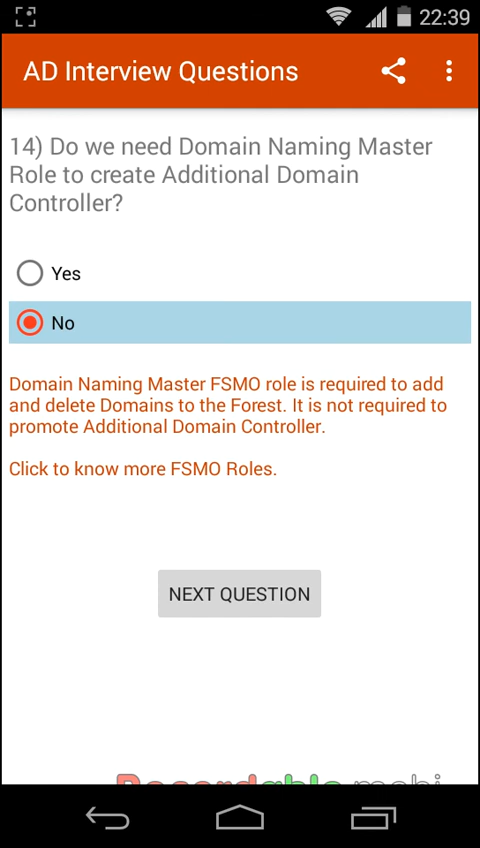 22:39
AD Interview Questions
14) Do we need Domain Naming Master
Role to create Additional Domain
Controller?
Yes
No
Domain Naming Master FSMO role is required to add
and delete Domains to the Forest. It is not required to
promote Additional Domain Controller.
Click to know more FSMO Roles.
NEXT QUESTION